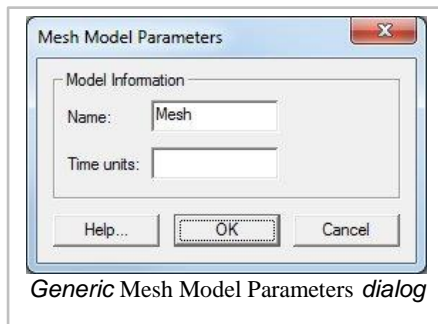 Mesh Model Parameters
Model Information
Name: Mesh
Time units:
Help... OK Cancel
Generic Mesh Model Parameters dialog